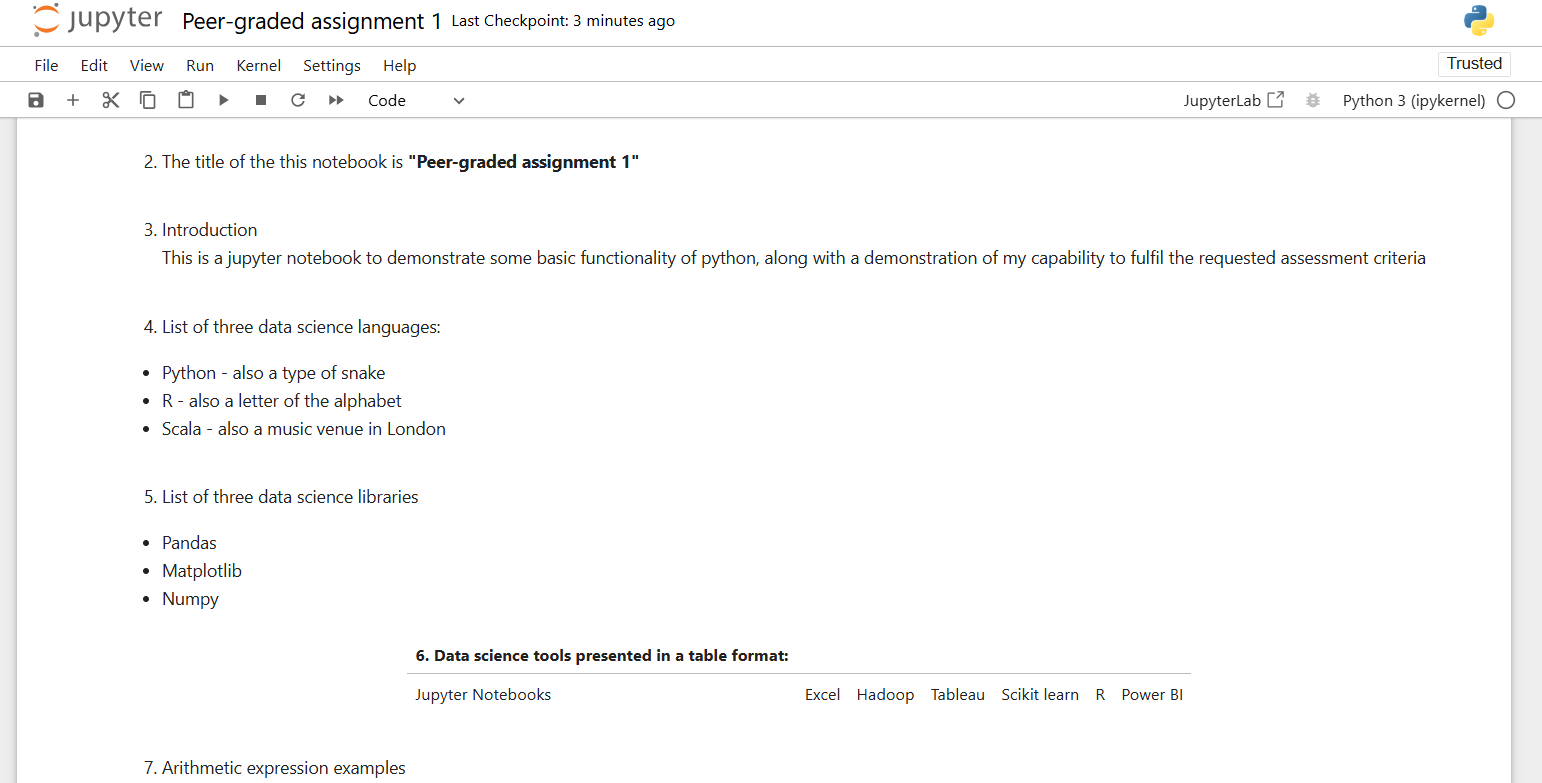 jupyter Peer-graded assignment 1 Last Checkpoint: 3 minutes ago
File Edit View Run Kernel Settings Help Trusted
Code JupyterLab Python 3 (ipykernel)
2. The title of the this notebook is "Peer-graded assignment 1"
3. Introduction
This is a jupyter notebook to demonstrate some basic functionality of python, along with a demonstration of my capability to fulfil the requested assessment criteria
4. List of three data science languages:
• Python - also a type of snake
• R - also a letter of the alphabet
• Scala - also a music venue in London
5. List of three data science libraries
• Pandas
• Matplotlib
• Numpy
6. Data science tools presented in a table format:
Jupyter Notebooks Excel Hadoop Tableau Scikit learn R Power BI
7. Arithmetic expression examples